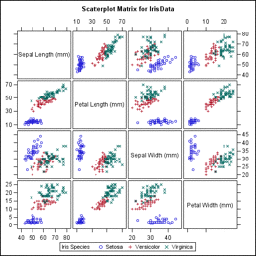 Scatterplot Matrix for Iris Data
10 30 50 70
0 10 20
Sepal Length (mm)
80
70
60
50
40
70
50
30
10
Petal Length (mm)
Sepal Width (mm)
45
40
35
30
25
20
25
20
15
10
5
0
Petal Width (mm)
40 50 60 70 80
20 30 40
Iris Species Setosa Versicolor Virginica